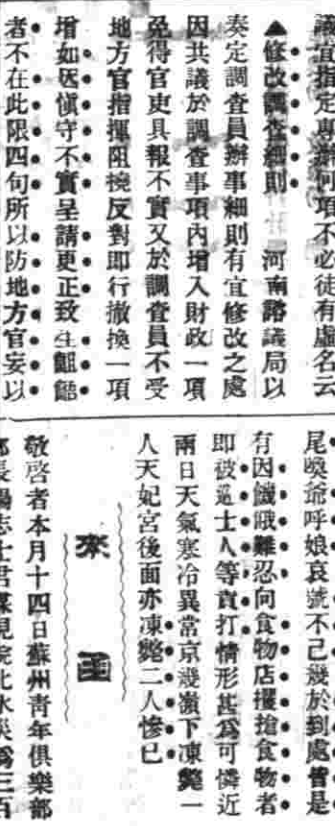 議宜指定專辦何項不必徒有虛名云
▲修改調查細則 河南諮議局以
奏定調查員辦事細則有宜修改之處
因共議於調查事項內增入財政一項
免得官吏具報不實又於調查員不受
地方官指揮阻撓反對即行撤換一項
增如因愼守不實呈請更正致生齟齬
者不在此限四句所以防地方官妄以
尾喚爺呼娘哀號不已幾於到處皆是
有因饑餓難忍向食物店攫搶食物者
即被逼士人等責打情形甚爲可憐近
兩日天氣寒冷異常京畿嶺下凍斃一
人天妃宮後面亦凍斃二人慘已
來函
敬啓者本月十四日蘇州青年俱樂部
部長楊志士君謀見皖北水災爲三百